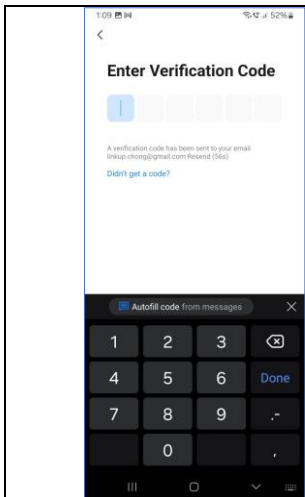 1:09 52%
Enter Verification Code
A verification code has been sent to your email
linkup.chong@gmail.com Resend (56s)
Didn't get a code?
Autofill code from messages
1 2 3
4 5 6 Done
7 8 9 .-
0 ,